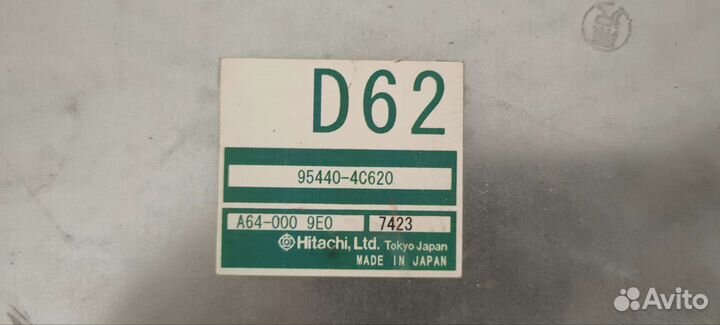 D62
95440-4C620
A64-000 9E0 7423
Hitachi, Ltd. Tokyo Japan
MADE IN JAPAN
Avito